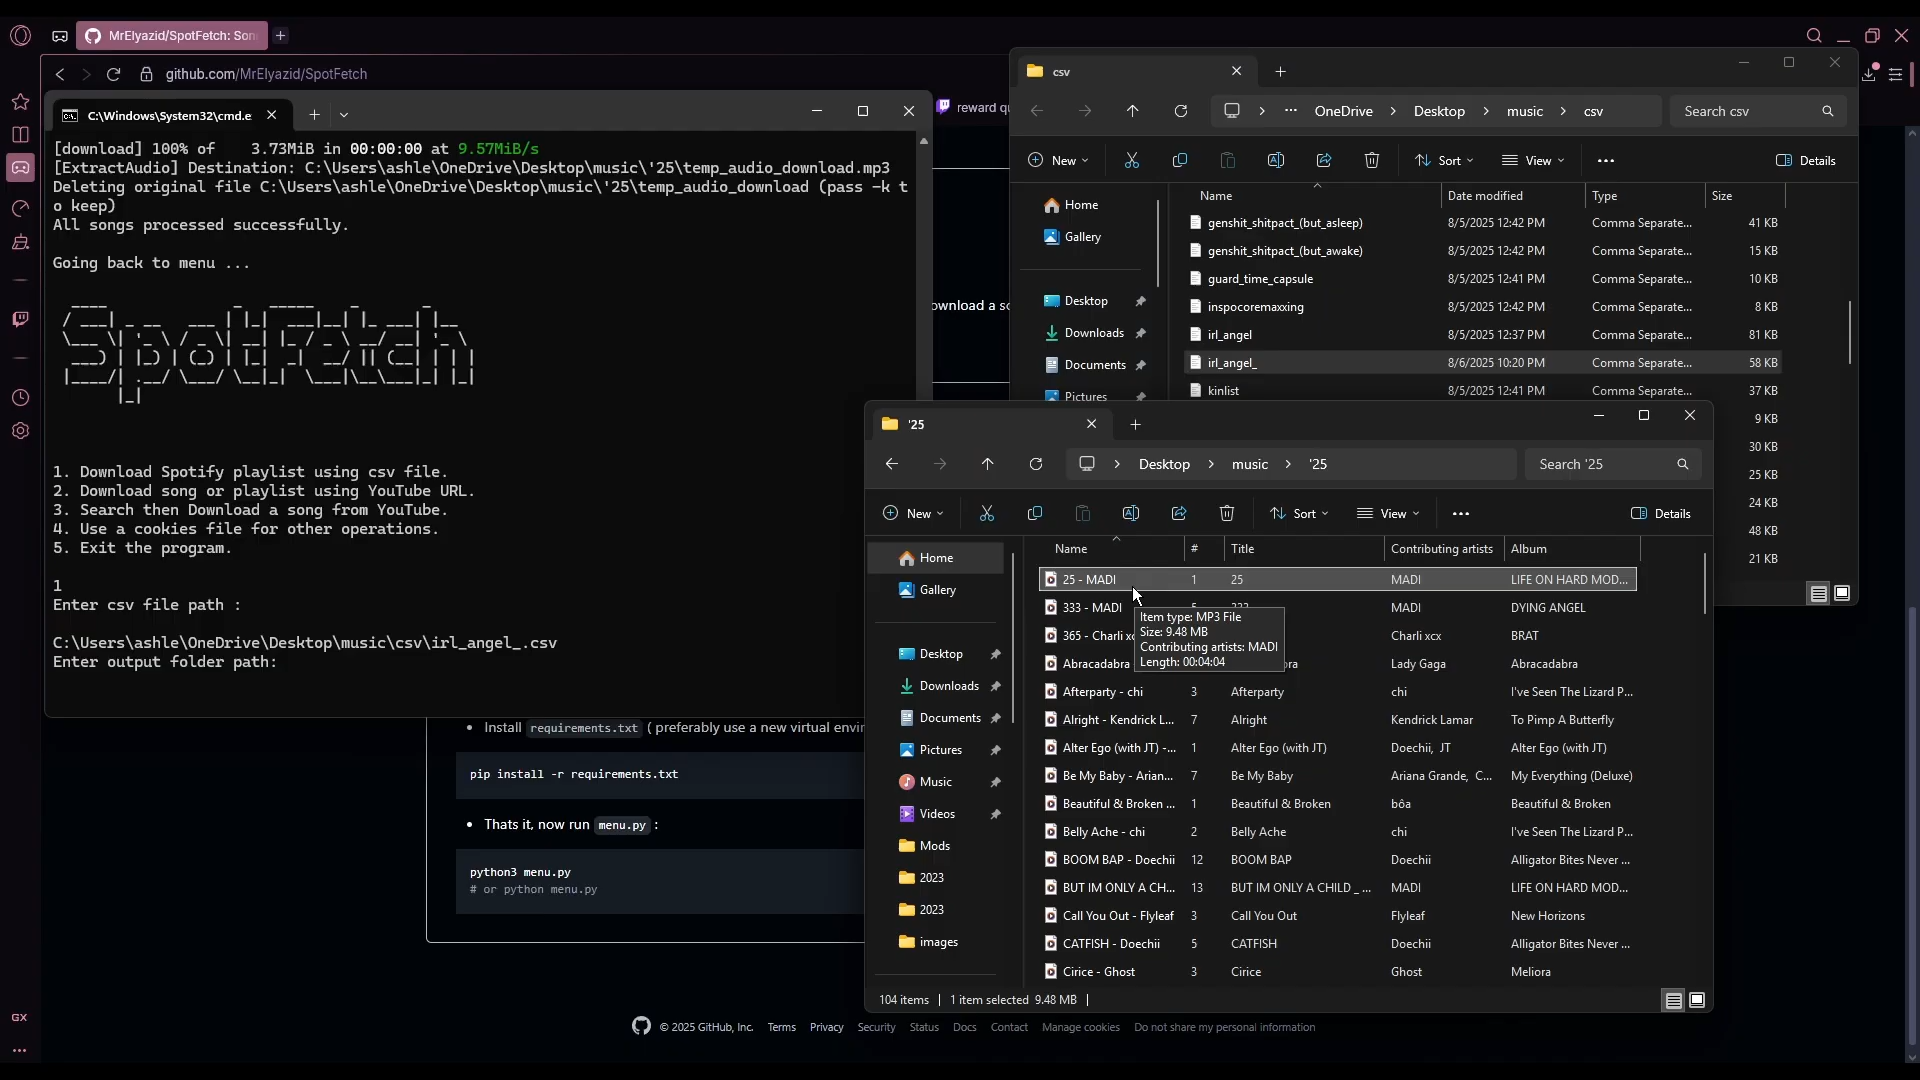 MrElyazid/SpotFetch: Son
github.com/MrElyazid/SpotFetch
reward qu
C:\Windows\System32\cmd.e
[download] 100% of    3.73MiB in 00:00:00 at 9.57MiB/s
[ExtractAudio] Destination: C:\Users\ashle\OneDrive\Desktop\music\'25\temp_audio_download.mp3
Deleting original file C:\Users\ashle\OneDrive\Desktop\music\'25\temp_audio_download (pass -k t
o keep)
All songs processed successfully.
Going back to menu ...
SpotFetch
1. Download Spotify playlist using csv file.
2. Download song or playlist using YouTube URL.
3. Search then Download a song from YouTube.
4. Use a cookies file for other operations.
5. Exit the program.
1
Enter csv file path :
C:\Users\ashle\OneDrive\Desktop\music\csv\irl_angel_.csv
Enter output folder path:
ownload a so
• Install requirements.txt ( preferably use a new virtual envir
pip install -r requirements.txt
• Thats it, now run menu.py :
python3 menu.py
# or python menu.py
© 2025 GitHub, Inc. Terms Privacy Security Status Docs Contact Manage cookies Do not share my personal information
GX
csv
... OneDrive > Desktop > music > csv
Search csv
New Sort View ... Details
Home
Gallery
Desktop
Downloads
Documents
Pictures
Name Date modified Type Size
genshit_shitpact_(but_asleep) 8/5/2025 12:42 PM Comma Separate... 41 KB
genshit_shitpact_(but_awake) 8/5/2025 12:42 PM Comma Separate... 15 KB
guard_time_capsule 8/5/2025 12:41 PM Comma Separate... 10 KB
inspocoremaxxing 8/5/2025 12:42 PM Comma Separate... 8 KB
irl_angel 8/5/2025 12:37 PM Comma Separate... 81 KB
irl_angel_ 8/6/2025 10:20 PM Comma Separate... 58 KB
kinlist 8/5/2025 12:41 PM Comma Separate... 37 KB
9 KB
30 KB
25 KB
24 KB
48 KB
21 KB
'25
Desktop > music > '25
Search '25
New Sort View ... Details
Home
Gallery
Desktop
Downloads
Documents
Pictures
Music
Videos
Mods
2023
2023
images
Name # Title Contributing artists Album
25 - MADI 1 25 MADI LIFE ON HARD MOD...
333 - MADI MADI DYING ANGEL
365 - Charli xc Charli xcx BRAT
Abracadabra ora Lady Gaga Abracadabra
Afterparty - chi 3 Afterparty chi I've Seen The Lizard P...
Alright - Kendrick L... 7 Alright Kendrick Lamar To Pimp A Butterfly
Alter Ego (with JT) -... 1 Alter Ego (with JT) Doechii, JT Alter Ego (with JT)
Be My Baby - Arian... 7 Be My Baby Ariana Grande, C... My Everything (Deluxe)
Beautiful & Broken ... 1 Beautiful & Broken bôa Beautiful & Broken
Belly Ache - chi 2 Belly Ache chi I've Seen The Lizard P...
BOOM BAP - Doechii 12 BOOM BAP Doechii Alligator Bites Never ...
BUT IM ONLY A CH... 13 BUT IM ONLY A CHILD _ ... MADI LIFE ON HARD MOD...
Call You Out - Flyleaf 3 Call You Out Flyleaf New Horizons
CATFISH - Doechii 5 CATFISH Doechii Alligator Bites Never ...
Cirice - Ghost 3 Cirice Ghost Meliora
Item type: MP3 File
Size: 9.48 MB
Contributing artists: MADI
Length: 00:04:04
104 items | 1 item selected 9.48 MB |